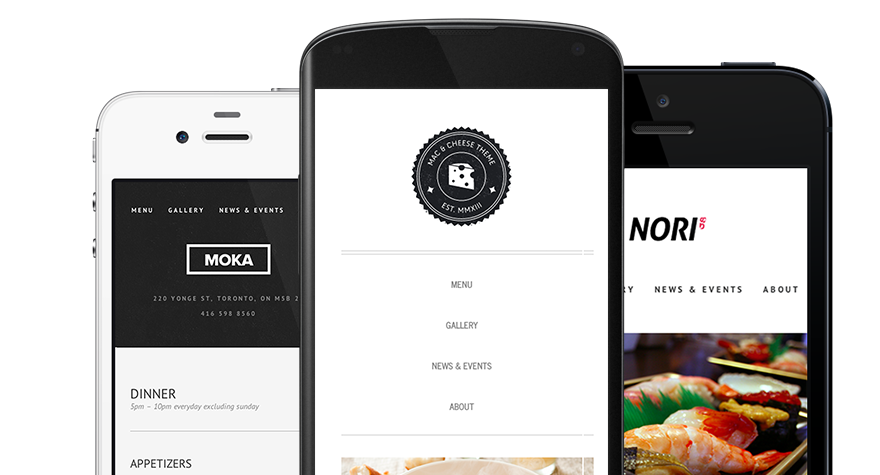 MENU GALLERY NEWS & EVENTS
MOKA
220 YONGE ST, TORONTO, ON M5B 2
416 598 8560
DINNER
5pm – 10pm everyday excluding sunday
APPETIZERS
MAC & CHEESE THEME
EST. MMXIII
MENU
GALLERY
NEWS & EVENTS
ABOUT
NORI
RY NEWS & EVENTS ABOUT